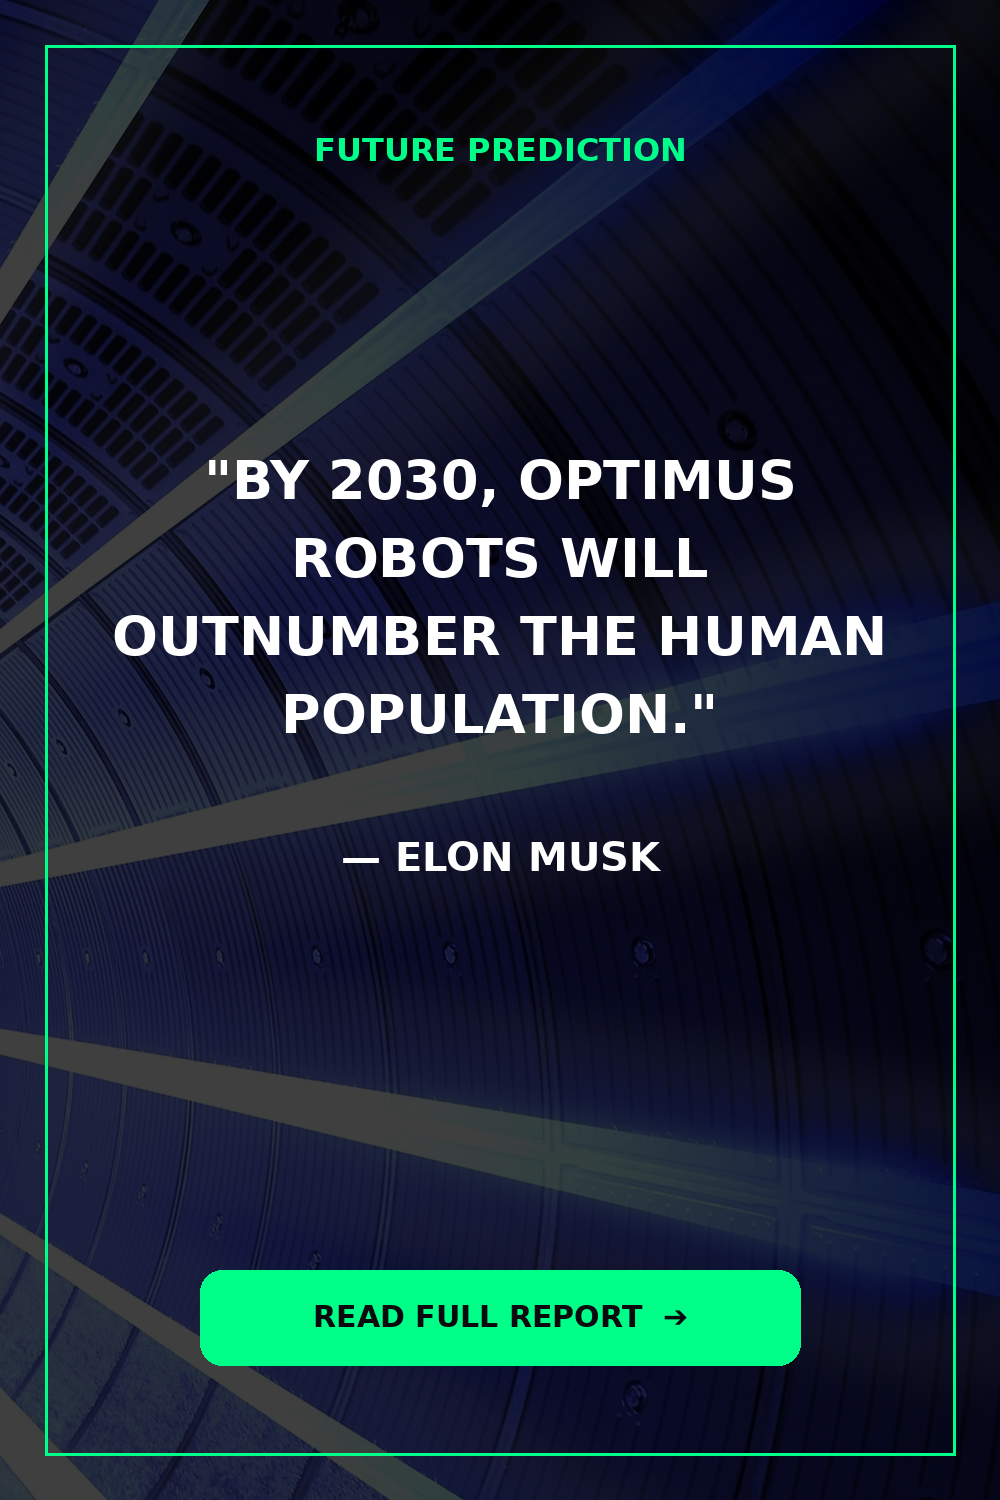 FUTURE PREDICTION
"BY 2030, OPTIMUS
ROBOTS WILL
OUTNUMBER THE HUMAN
POPULATION."
— ELON MUSK
READ FULL REPORT ➔